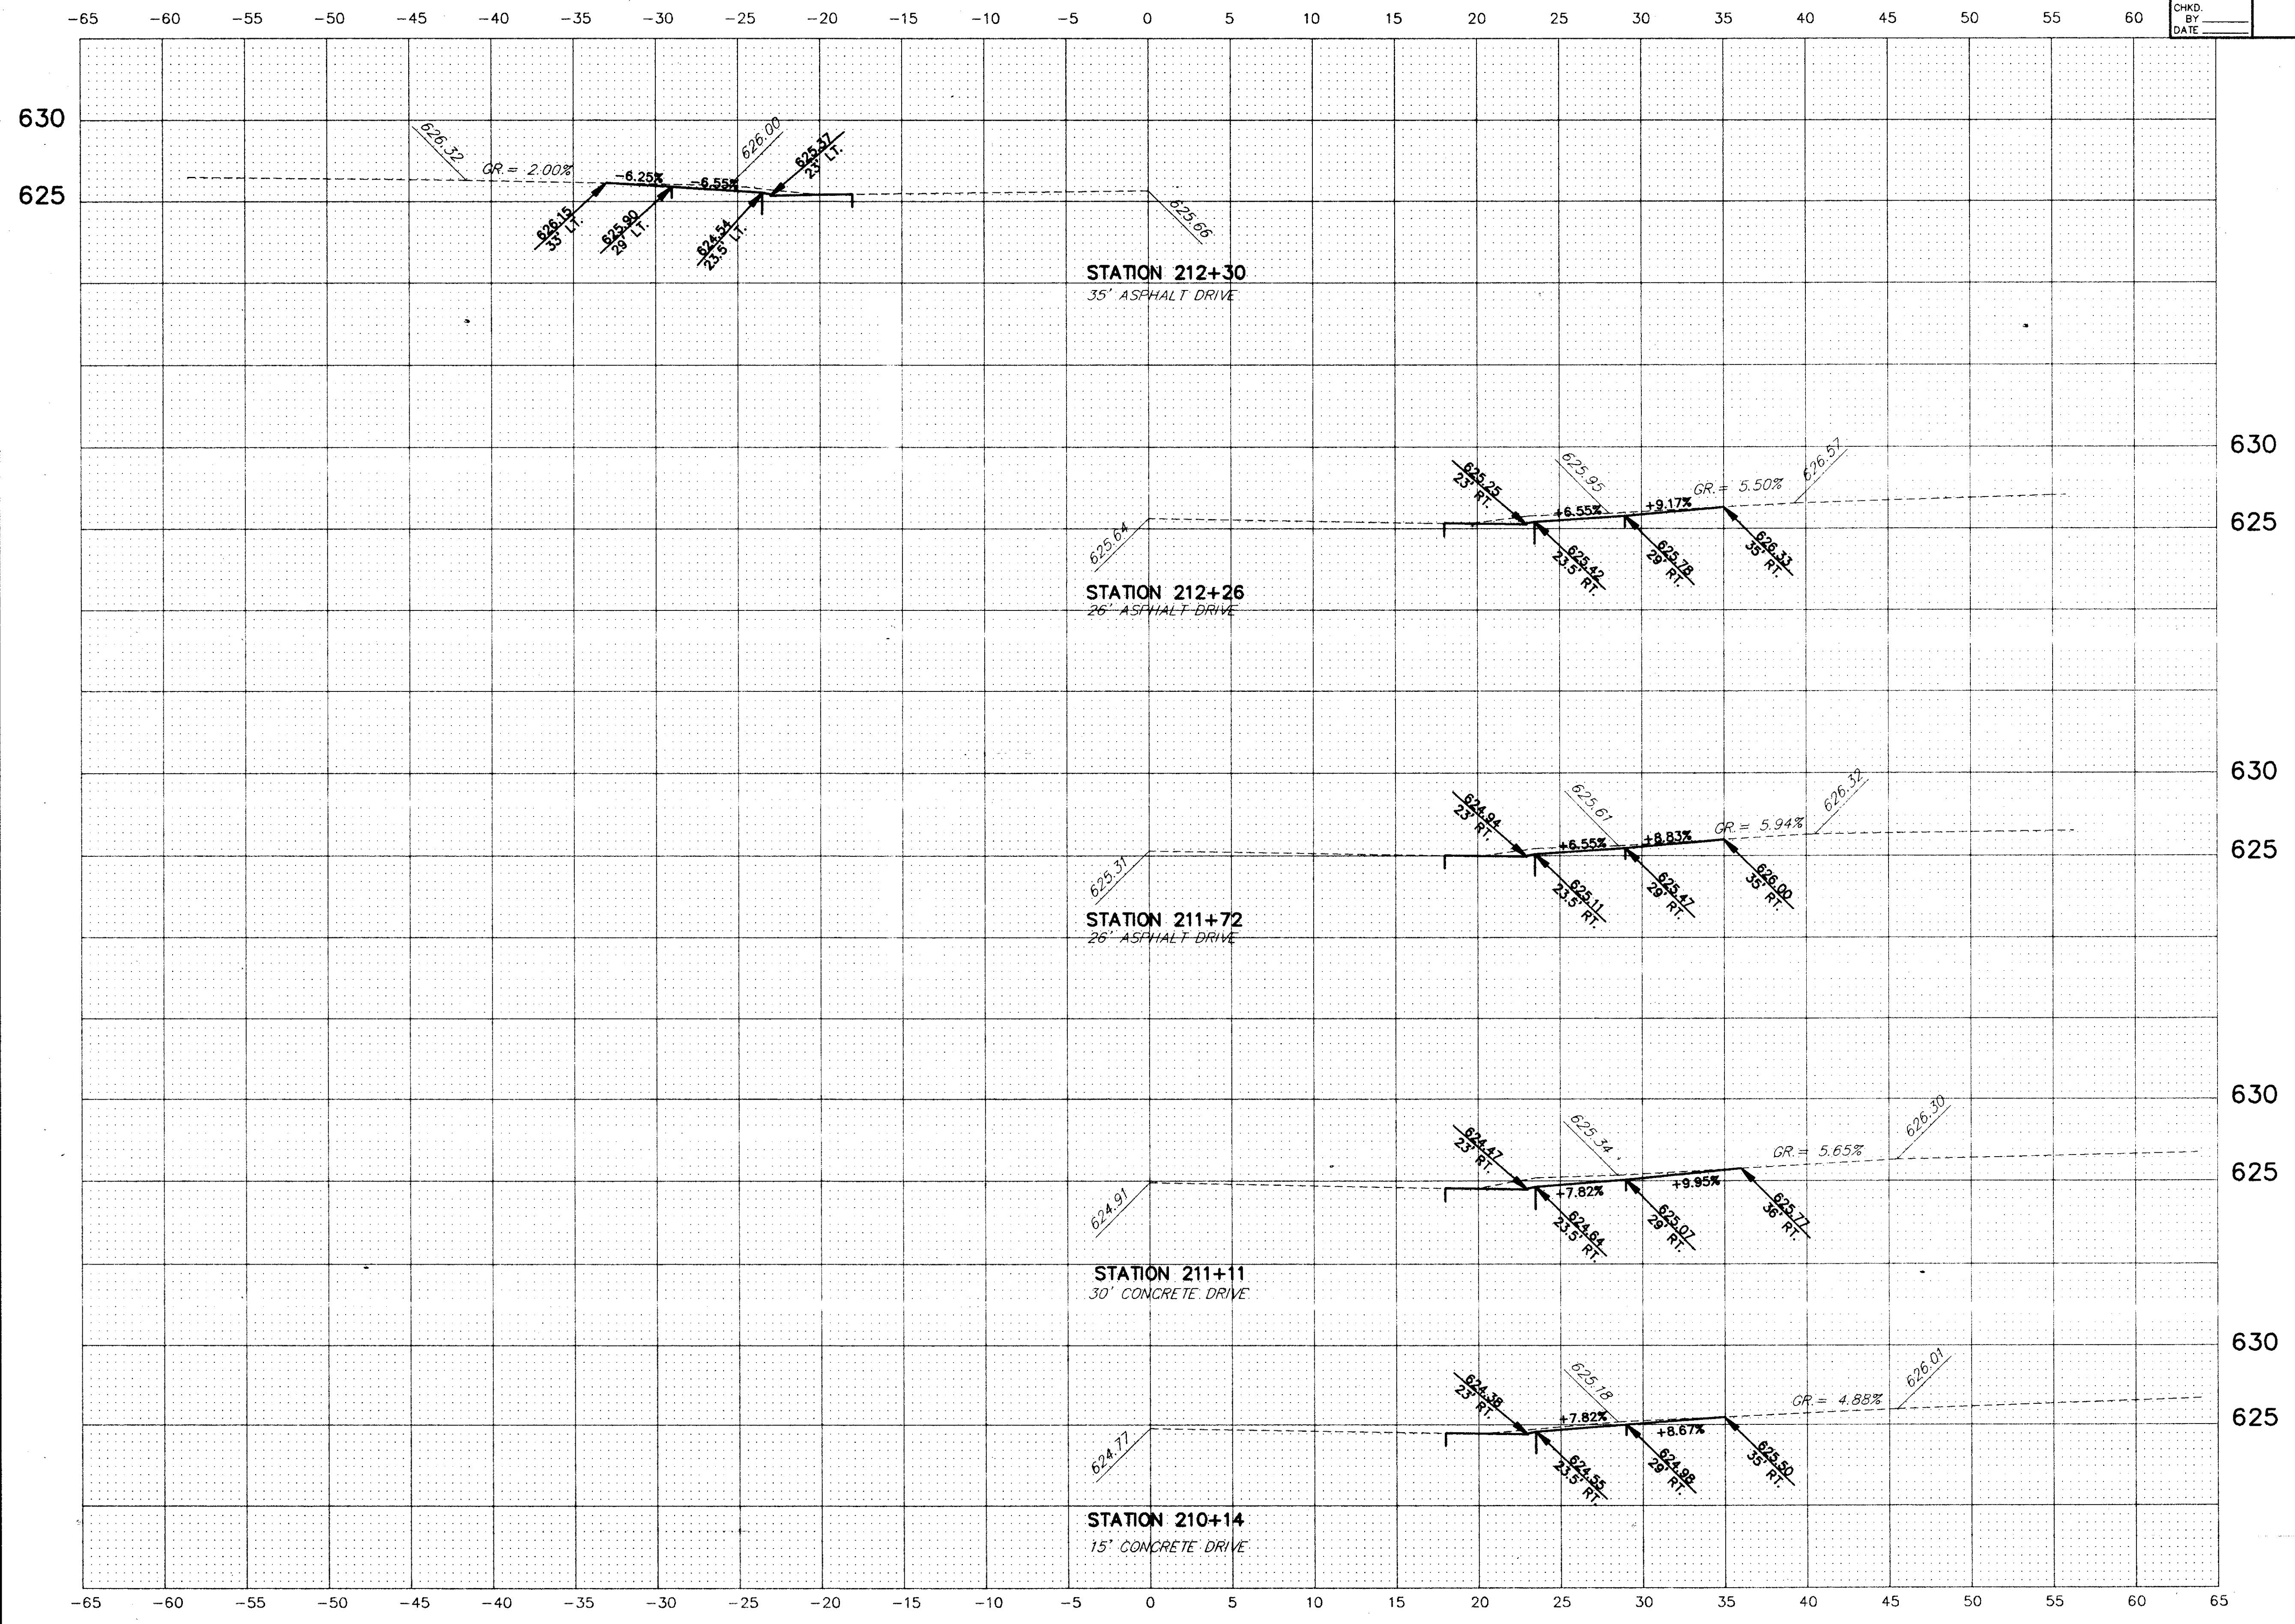 -65 -60 -55 -50 -45 -40 -35 -30 -25 -20 -15 -10 -5 0 5 10 15 20 25 30 35 40 45 50 55 60
CHKD.
BY
DATE
630
625
626.32
GR.= 2.00%
-6.25%
-6.55%
626.00
625.37
23' LT.
626.15
33' LT.
625.90
29' LT.
624.54
23.5' LT.
625.66
STATION 212+30
35' ASPHALT DRIVE
630
625
625.64
625.25
23' RT.
625.95
+6.55%
+9.17%
GR.= 5.50%
626.57
625.42
23.5' RT.
625.78
29' RT.
626.33
35' RT.
STATION 212+26
26' ASPHALT DRIVE
630
625
625.31
624.94
23' RT.
625.61
+6.55%
+8.83%
GR.= 5.94%
626.32
625.11
23.5' RT.
625.47
29' RT.
626.00
35' RT.
STATION 211+72
26' ASPHALT DRIVE
630
625
624.91
624.47
23' RT.
625.34
+7.82%
+9.95%
GR.= 5.65%
626.30
624.64
23.5' RT.
625.07
29' RT.
625.77
36' RT.
STATION 211+11
30' CONCRETE DRIVE
630
625
624.77
624.38
23' RT.
625.18
+7.82%
+8.67%
GR.= 4.88%
626.01
624.55
23.5' RT.
624.98
29' RT.
625.50
35' RT.
STATION 210+14
15' CONCRETE DRIVE
-65 -60 -55 -50 -45 -40 -35 -30 -25 -20 -15 -10 -5 0 5 10 15 20 25 30 35 40 45 50 55 60 65